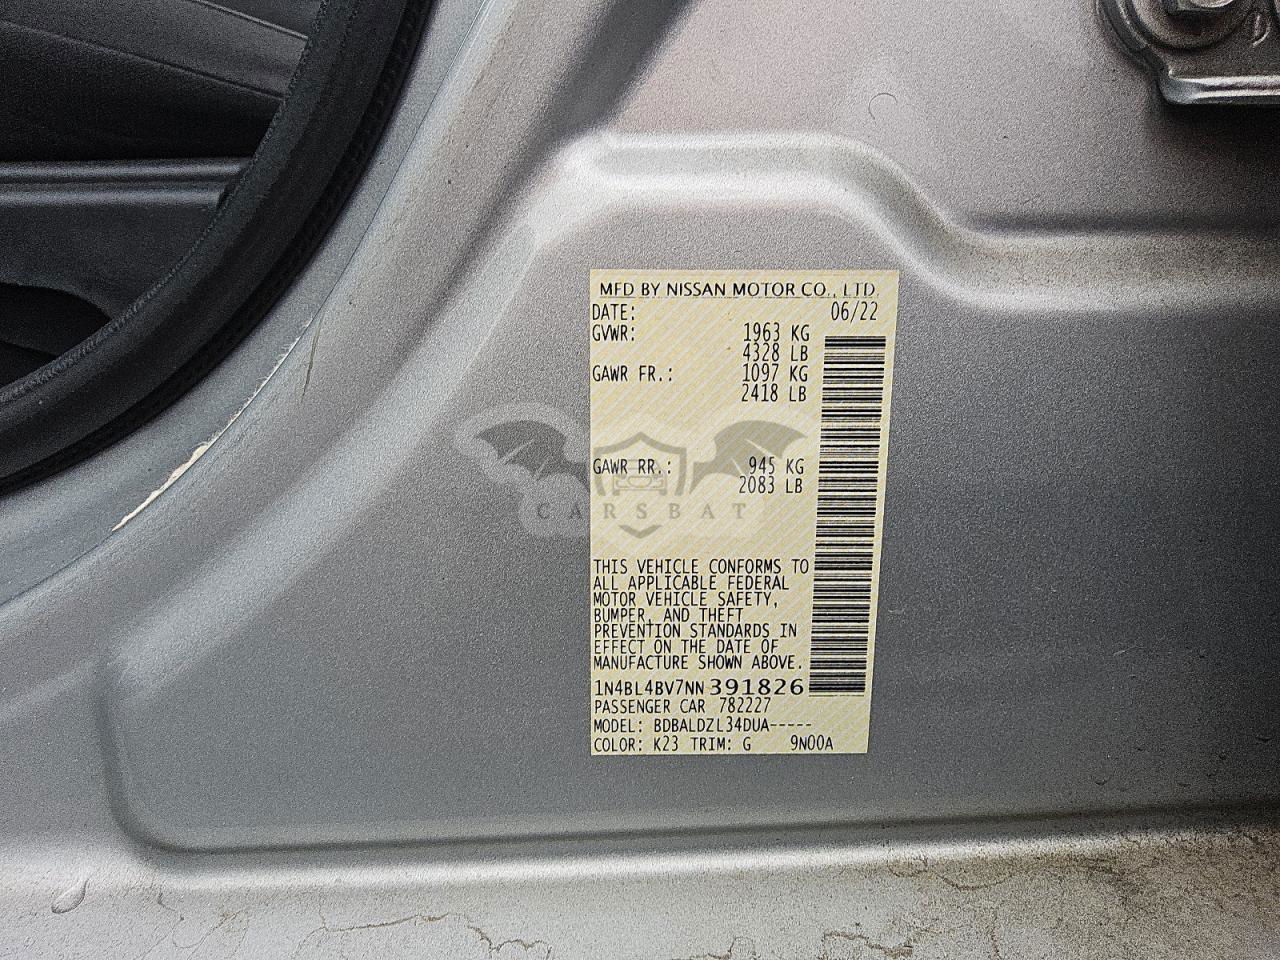 MFD BY NISSAN MOTOR CO., LTD.
DATE: 06/22
GVWR: 1963 KG
4328 LB
GAWR FR.: 1097 KG
2418 LB
GAWR RR.: 945 KG
2083 LB
CARSBAT
THIS VEHICLE CONFORMS TO
ALL APPLICABLE FEDERAL
MOTOR VEHICLE SAFETY,
BUMPER, AND THEFT
PREVENTION STANDARDS IN
EFFECT ON THE DATE OF
MANUFACTURE SHOWN ABOVE.
1N4BL4BV7NN391826
PASSENGER CAR 782227
MODEL: BDBALDZL34DUA-----
COLOR: K23 TRIM: G 9N00A